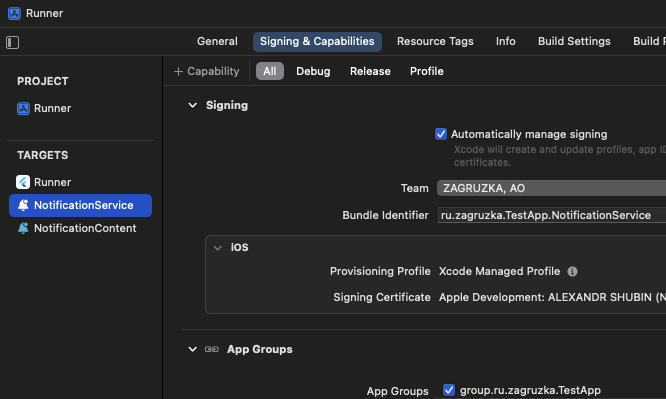 Runner
General Signing & Capabilities Resource Tags Info Build Settings Build
+ Capability All Debug Release Profile
PROJECT
Runner
TARGETS
Runner
NotificationService
NotificationContent
Signing
Automatically manage signing
Xcode will create and update profiles, app ID
certificates.
Team ZAGRUZKA, AO
Bundle Identifier ru.zagruzka.TestApp.NotificationService
iOS
Provisioning Profile Xcode Managed Profile
Signing Certificate Apple Development: ALEXANDR SHUBIN (N
App Groups
App Groups group.ru.zagruzka.TestApp